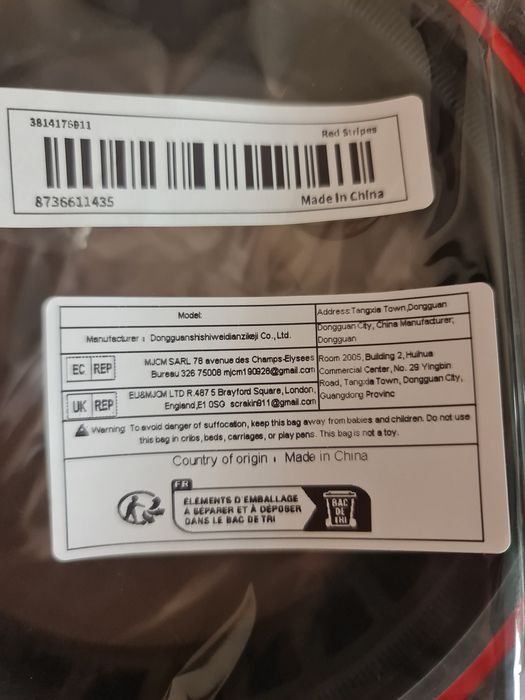 3814176911
Red Stripes
8736611435
Made In China
Model:
Manufacturer : Dongguanshishiweidianzikeji Co.,Ltd.
Address:Tangxia Town,Dongguan
Dongguan City, China Manufacturer;
Dongguan
EC REP
MJCM SARL 78 avenue des Champs-Elysees
Bureau 326 75008 mjcm190928@gmail.com
UK REP
EU&MJCM LTD R.487 5 Brayford Square, London,
England,E1 0SG scrakin911@gmail.com
Room 2005, Building 2, Huihua
Commercial Center, No. 29 Yingbin
Road, Tangxia Town, Dongguan City,
Guangdong Provinc
Warning: To avoid danger of suffocation, keep this bag away from babies and children. Do not use
this bag in cribs, beds, carriages, or play pens. This bag is not a toy.
Country of origin : Made in China
FR
ÉLÉMENTS D'EMBALLAGE
À SÉPARER ET À DÉPOSER
DANS LE BAC DE TRI
BAC
DE
TRI